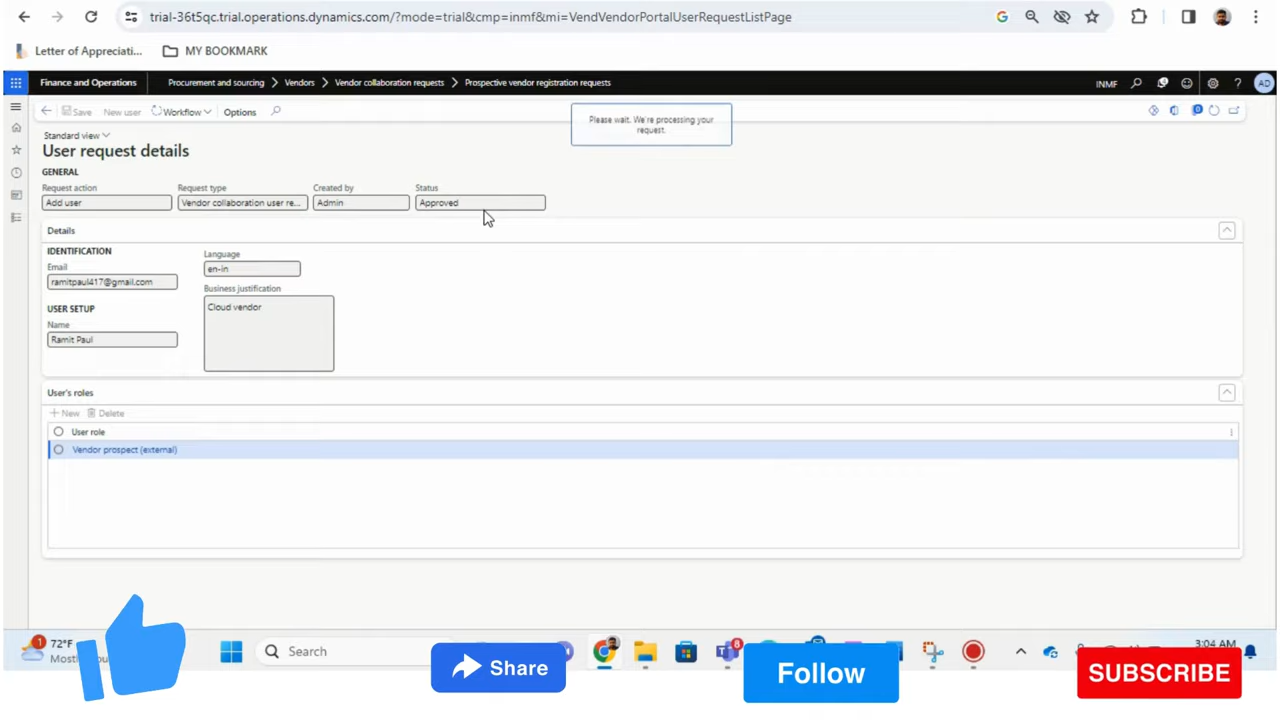 trial-36t5qc.trial.operations.dynamics.com/?mode=trial&cmp=inmf&mi=VendVendorPortalUserRequestListPage
Letter of Appreciati... MY BOOKMARK
Finance and Operations Procurement and sourcing > Vendors > Vendor collaboration requests > Prospective vendor registration requests INMF ? AD
Save New user Workflow Options
Please wait. We're processing your
request.
Standard view
User request details
GENERAL
Request action Request type Created by Status
Add user Vendor collaboration user re... Admin Approved
Details
IDENTIFICATION Language
Email en-in
ramitpaul417@gmail.com Business justification
USER SETUP Cloud vendor
Name
Ramit Paul
User's roles
+ New Delete
User role
Vendor prospect (external)
1 72°F Search 8 3:04 AM
Share Follow SUBSCRIBE